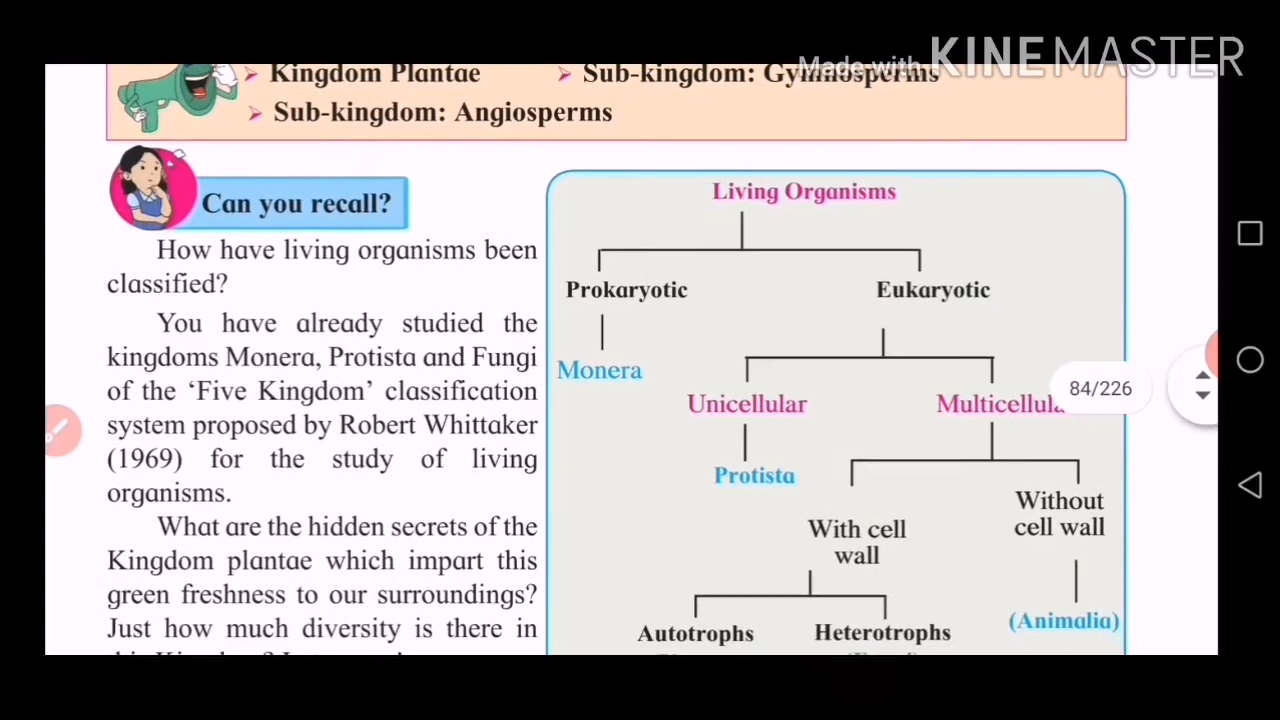 Made with KINEMASTER
Kingdom Plantae
Sub-kingdom: Gymnosperms
Sub-kingdom: Angiosperms
Can you recall?
How have living organisms been
classified?
You have already studied the
kingdoms Monera, Protista and Fungi
of the ‘Five Kingdom’ classification
system proposed by Robert Whittaker
(1969) for the study of living
organisms.
What are the hidden secrets of the
Kingdom plantae which impart this
green freshness to our surroundings?
Just how much diversity is there in
Living Organisms
Prokaryotic
Eukaryotic
Monera
84/226
Unicellular
Multicellula
Protista
With cell
wall
Without
cell wall
Autotrophs
Heterotrophs
(Animalia)